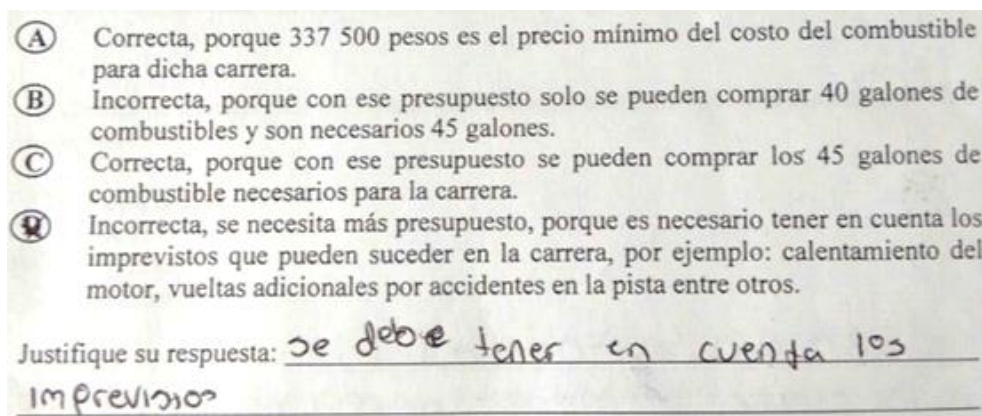 A Correcta, porque 337 500 pesos es el precio mínimo del costo del combustible
para dicha carrera.
B Incorrecta, porque con ese presupuesto solo se pueden comprar 40 galones de
combustibles y son necesarios 45 galones.
C Correcta, porque con ese presupuesto se pueden comprar los 45 galones de
combustible necesarios para la carrera.
D Incorrecta, se necesita más presupuesto, porque es necesario tener en cuenta los
imprevistos que pueden suceder en la carrera, por ejemplo: calentamiento del
motor, vueltas adicionales por accidentes en la pista entre otros.
Justifique su respuesta: se debe tener en cuenta los
imprevisios